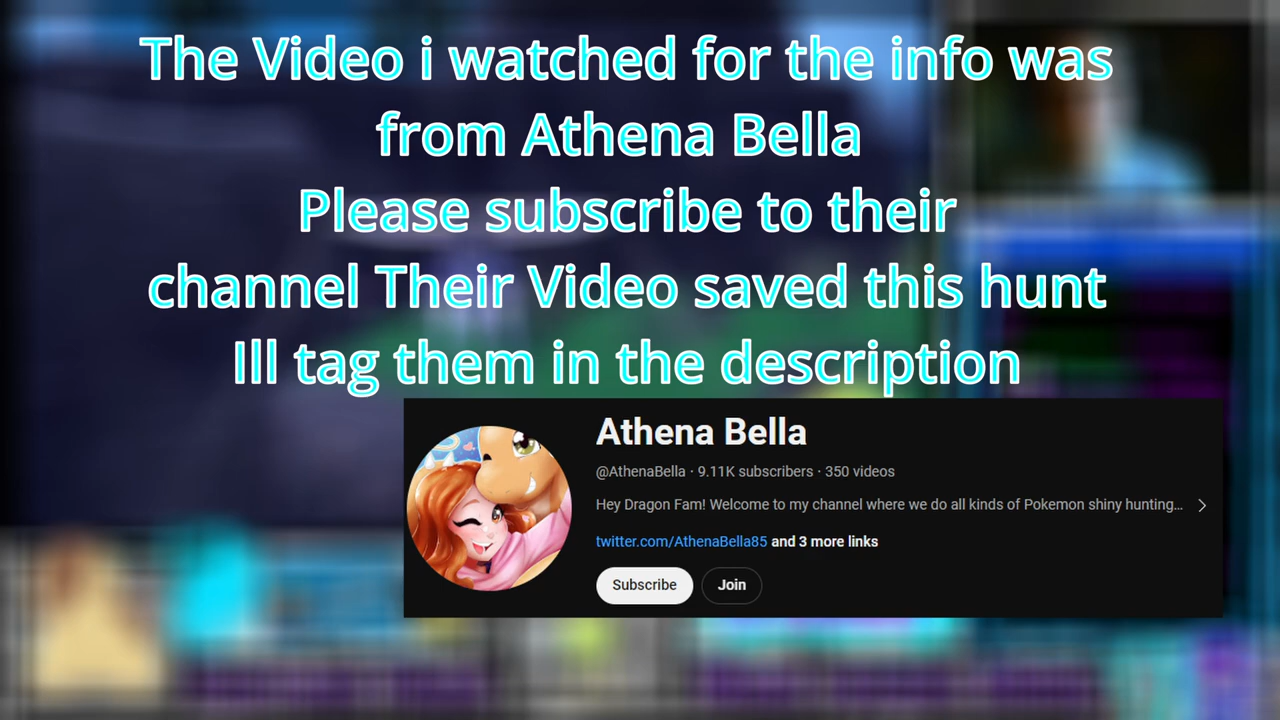 The Video i watched for the info was
from Athena Bella
Please subscribe to their
channel Their Video saved this hunt
Ill tag them in the description
Athena Bella
@AthenaBella · 9.11K subscribers · 350 videos
Hey Dragon Fam! Welcome to my channel where we do all kinds of Pokemon shiny hunting...
twitter.com/AthenaBella85 and 3 more links
Subscribe Join